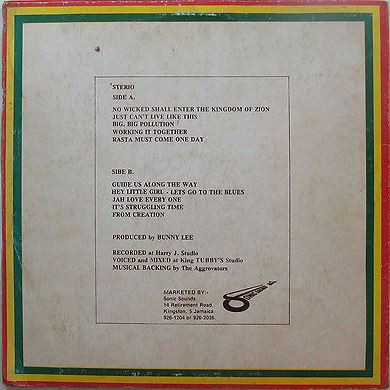 STERIO
SIDE A.
NO WICKED SHALL ENTER THE KINGDOM OF ZION
JUST CAN'T LIVE LIKE THIS
BIG, BIG POLLUTION
WORKING IT TOGETHER
RASTA MUST COME ONE DAY
SIDE B.
GUIDE US ALONG THE WAY
HEY LITTLE GIRL - LETS GO TO THE BLUES
JAH LOVE EVERY ONE
IT'S STRUGGLING TIME
FROM CREATION
PRODUCED by BUNNY LEE
RECORDED at Harry J. Studio
VOICED and MIXED at King TUBBY'S Studio
MUSICAL BACKING by The Aggrovators
MARKETED BY:-
Sonic Sounds
14 Retirement Road,
Kingston, 5 Jamaica
926-1204 or 926-2036.